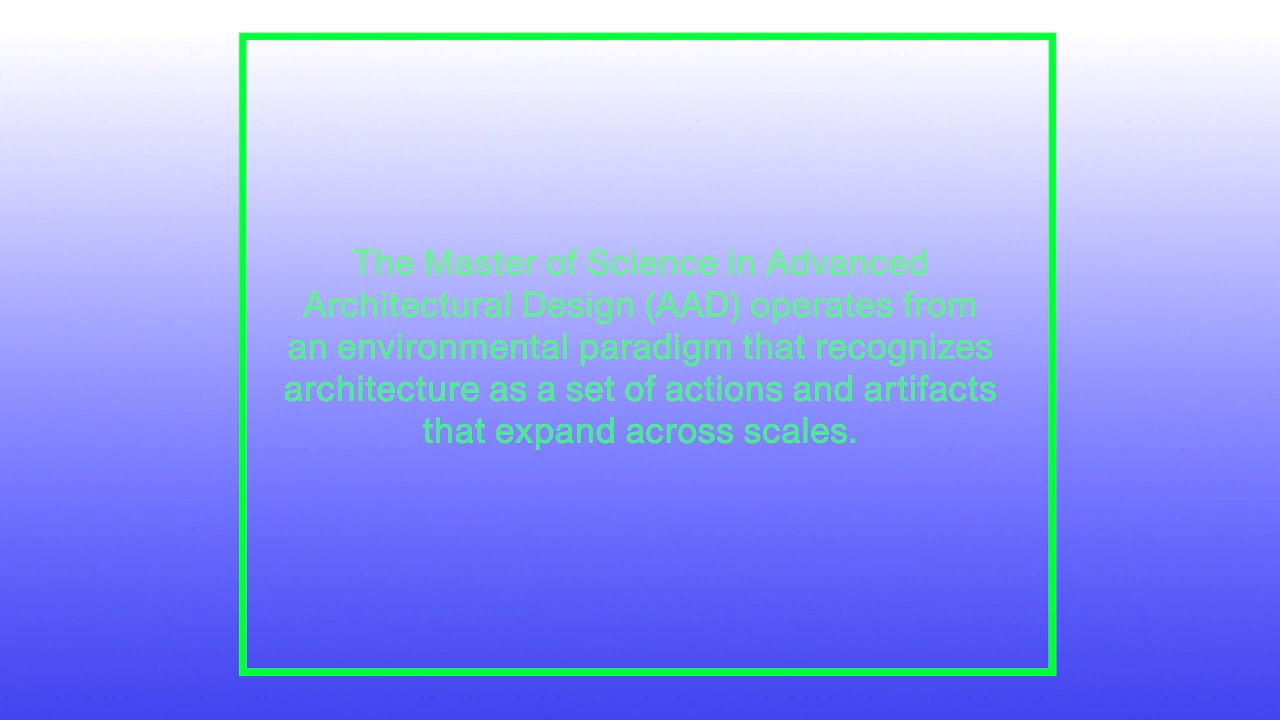 The Master of Science in Advanced
Architectural Design (AAD) operates from
an environmental paradigm that recognizes
architecture as a set of actions and artifacts
that expand across scales.